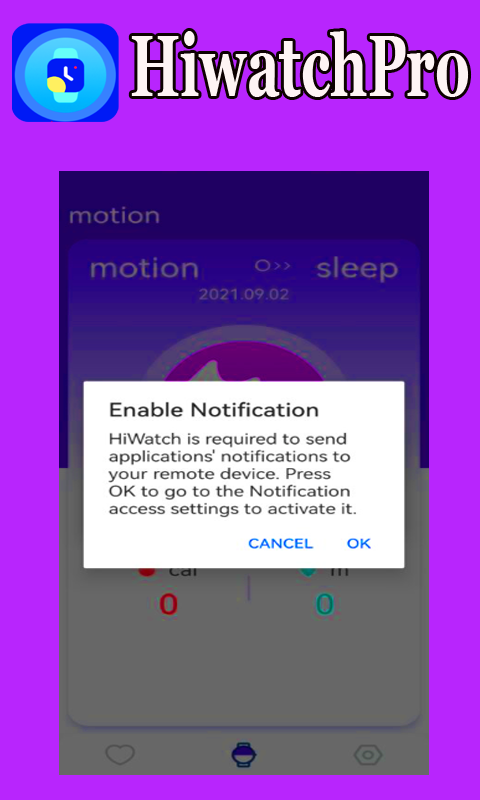 HiwatchPro
motion
motion O>> sleep
2021.09.02
Enable Notification
HiWatch is required to send
applications' notifications to
your remote device. Press
OK to go to the Notification
access settings to activate it.
CANCEL OK
cal m
0 0